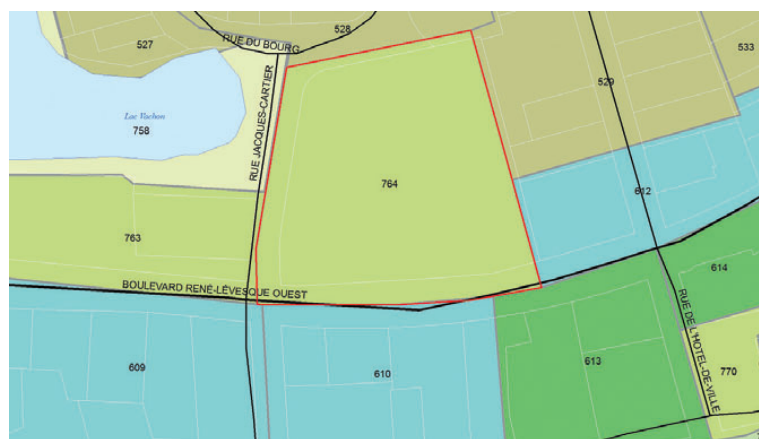 527
RUE DU BOURG
528
533
529
Lac Vachon
758
RUE JACQUES-CARTIER
764
612
763
BOULEVARD RENÉ-LÉVESQUE OUEST
614
609
610
613
RUE DE L'HOTEL-DE-VILLE
770